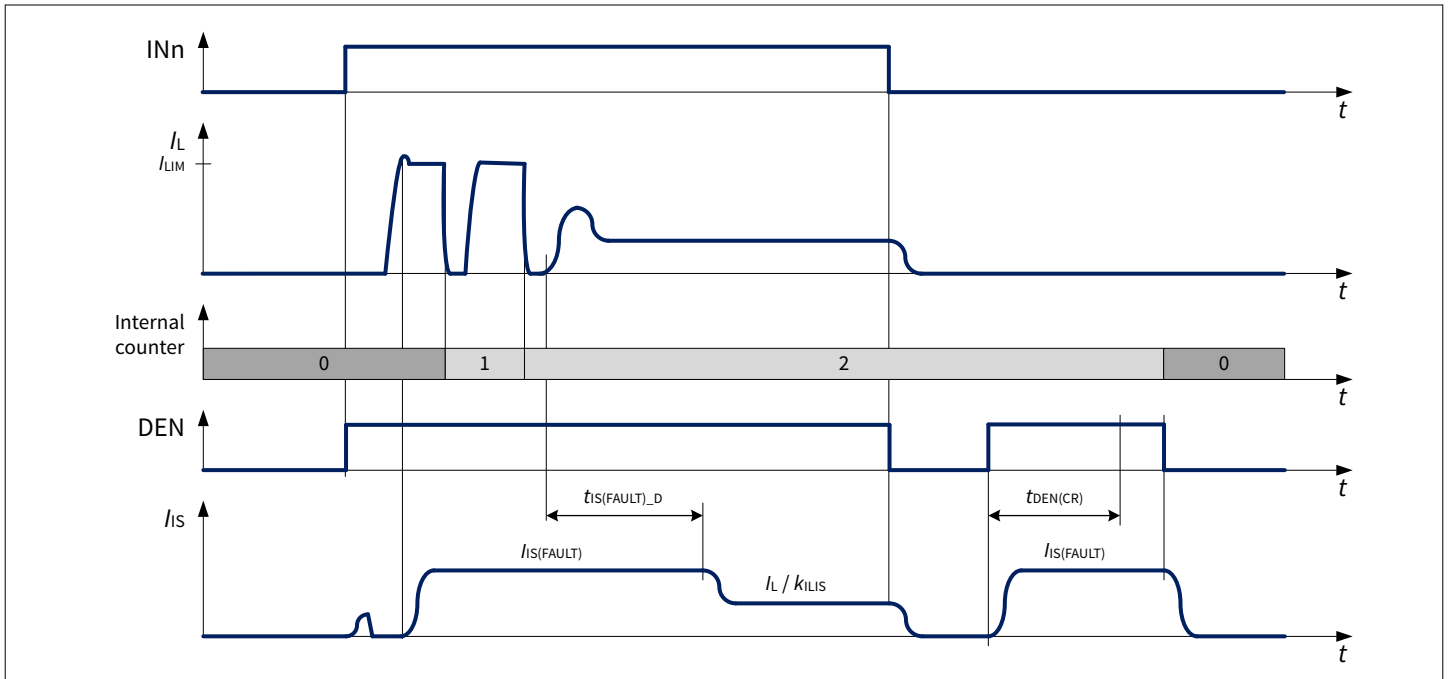 INn
t
IL
ILIM
t
Internal
counter
0 1 2 0
t
DEN
t
tIS(FAULT)_D tDEN(CR)
IIS
IIS(FAULT) IIS(FAULT)
IL / kILIS
t